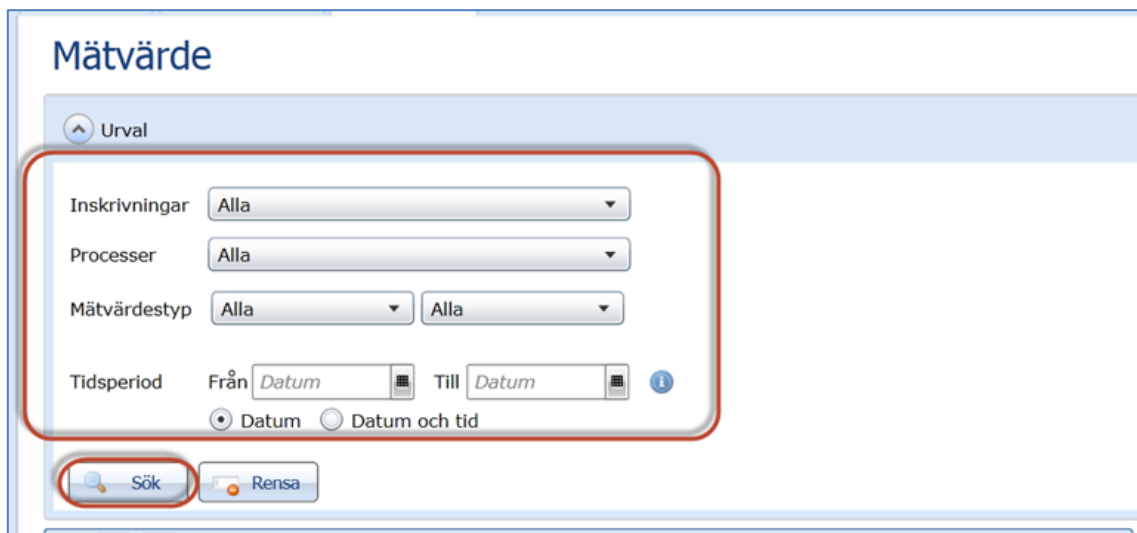 Mätvärde
Urval
Inskrivningar Alla
Processer Alla
Mätvärdestyp Alla Alla
Tidsperiod Från Datum Till Datum
Datum Datum och tid
Sök Rensa